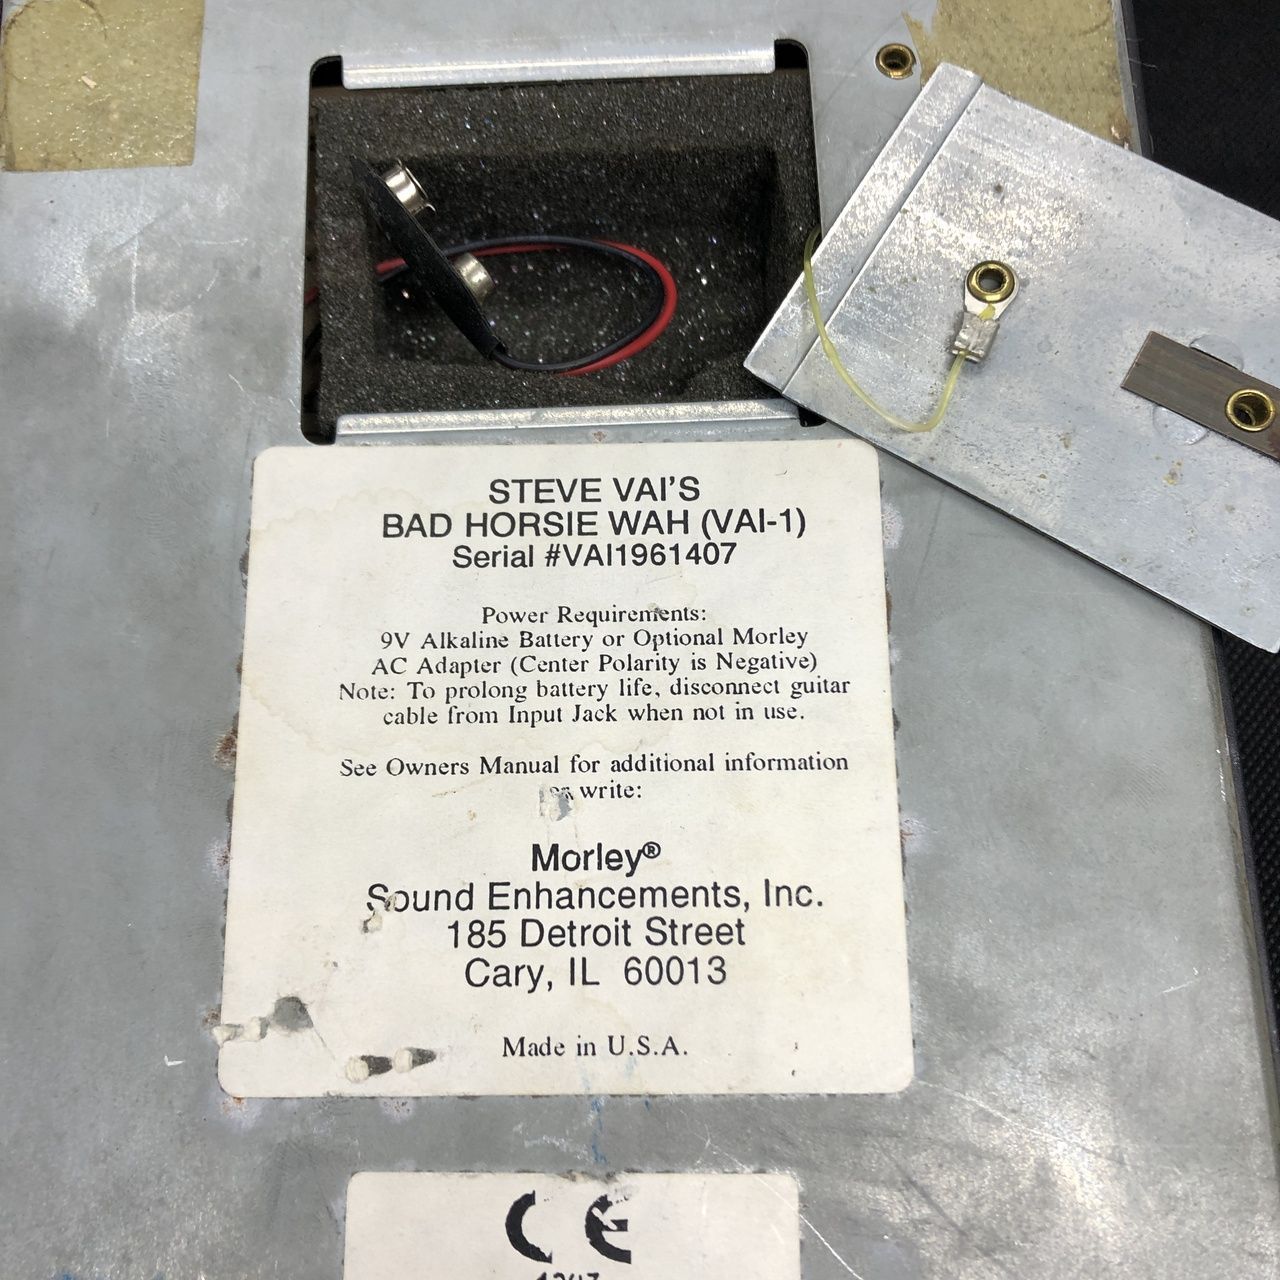 STEVE VAI'S
BAD HORSIE WAH (VAI-1)
Serial #VAI1961407
Power Requirements:
9V Alkaline Battery or Optional Morley
AC Adapter (Center Polarity is Negative)
Note: To prolong battery life, disconnect guitar
cable from Input Jack when not in use.
See Owners Manual for additional information
or write:
Morley®
Sound Enhancements, Inc.
185 Detroit Street
Cary, IL 60013
Made in U.S.A.
CE